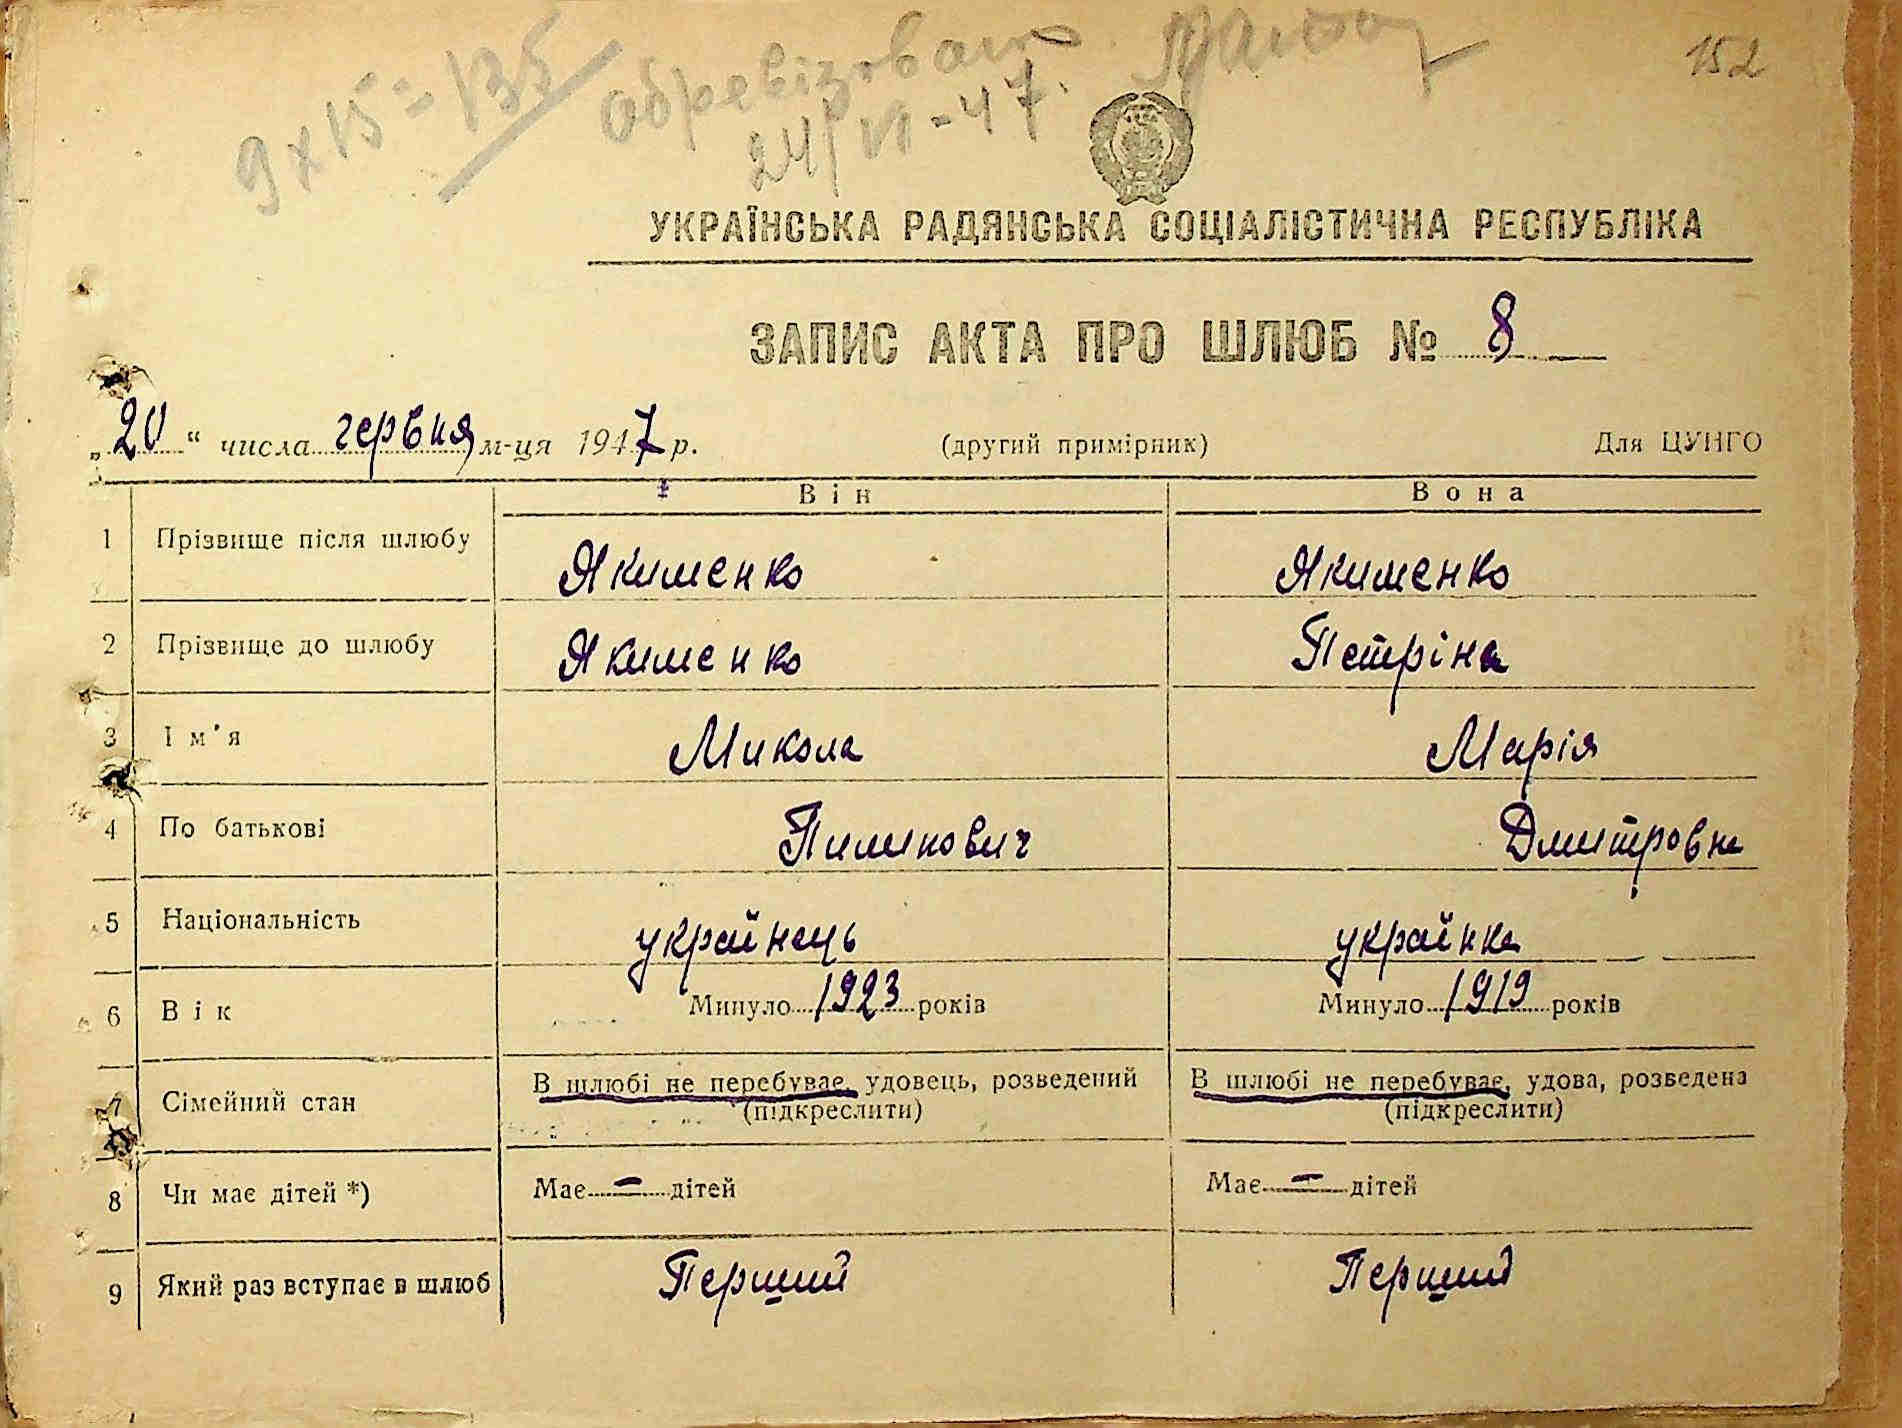 152
9 х 15 = 135
Обревізовано
24/VI-47.
УКРАЇНСЬКА РАДЯНСЬКА СОЦІАЛІСТИЧНА РЕСПУБЛІКА
ЗАПИС АКТА ПРО ШЛЮБ № 8
„20“ числа червня м-ця 1947 р. (другий примірник) Для ЦУНГО
Він Вона
1 Прізвище після шлюбу Якименко Якименко
2 Прізвище до шлюбу Якименко Петріна
3 Ім'я Микола Марія
4 По батькові Пимипович Дмитровна
5 Національність українець українка
6 Вік Минуло 1923 років Минуло 1919 років
7 Сімейний стан В шлюбі не перебуває, удовець, розведений В шлюбі не перебуває, удова, розведена
(підкреслити) (підкреслити)
8 Чи має дітей *) Має — дітей Має — дітей
9 Який раз вступає в шлюб Перший Перший